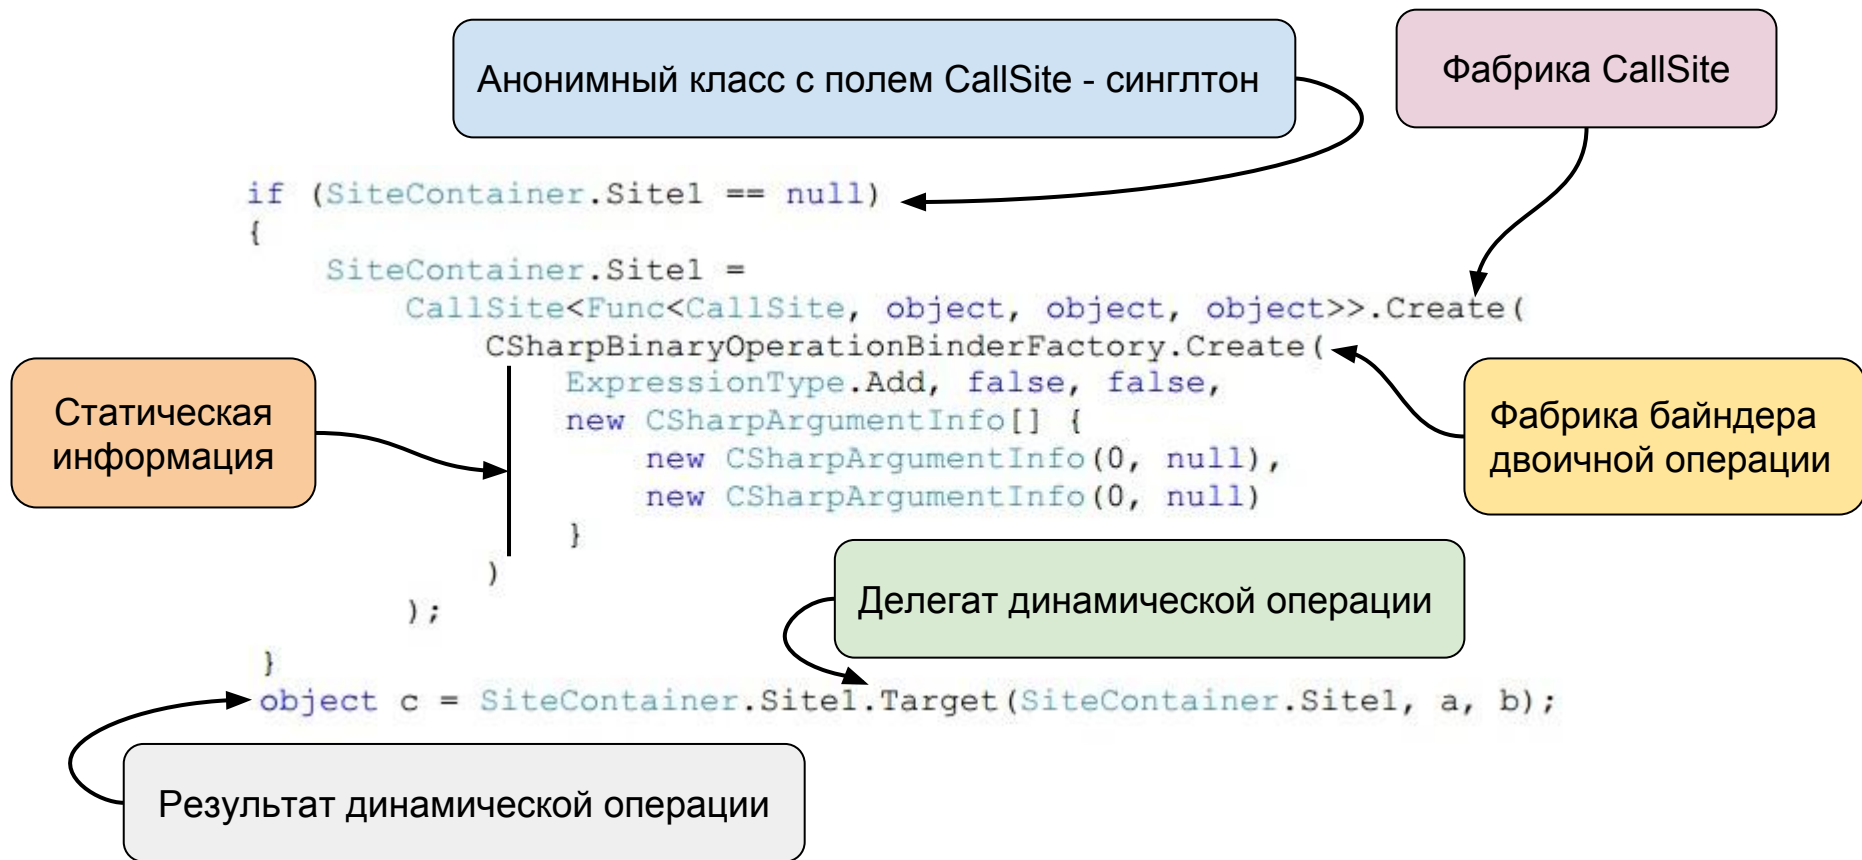 Анонимный класс с полем CallSite - синглтон
Фабрика CallSite
if (SiteContainer.Site1 == null)
{
SiteContainer.Site1 =
CallSite<Func<CallSite, object, object, object>>.Create(
CSharpBinaryOperationBinderFactory.Create(
ExpressionType.Add, false, false,
new CSharpArgumentInfo[] {
new CSharpArgumentInfo(0, null),
new CSharpArgumentInfo(0, null)
}
)
);
}
object c = SiteContainer.Site1.Target(SiteContainer.Site1, a, b);
Статическая
информация
Фабрика байндера
двоичной операции
Делегат динамической операции
Результат динамической операции